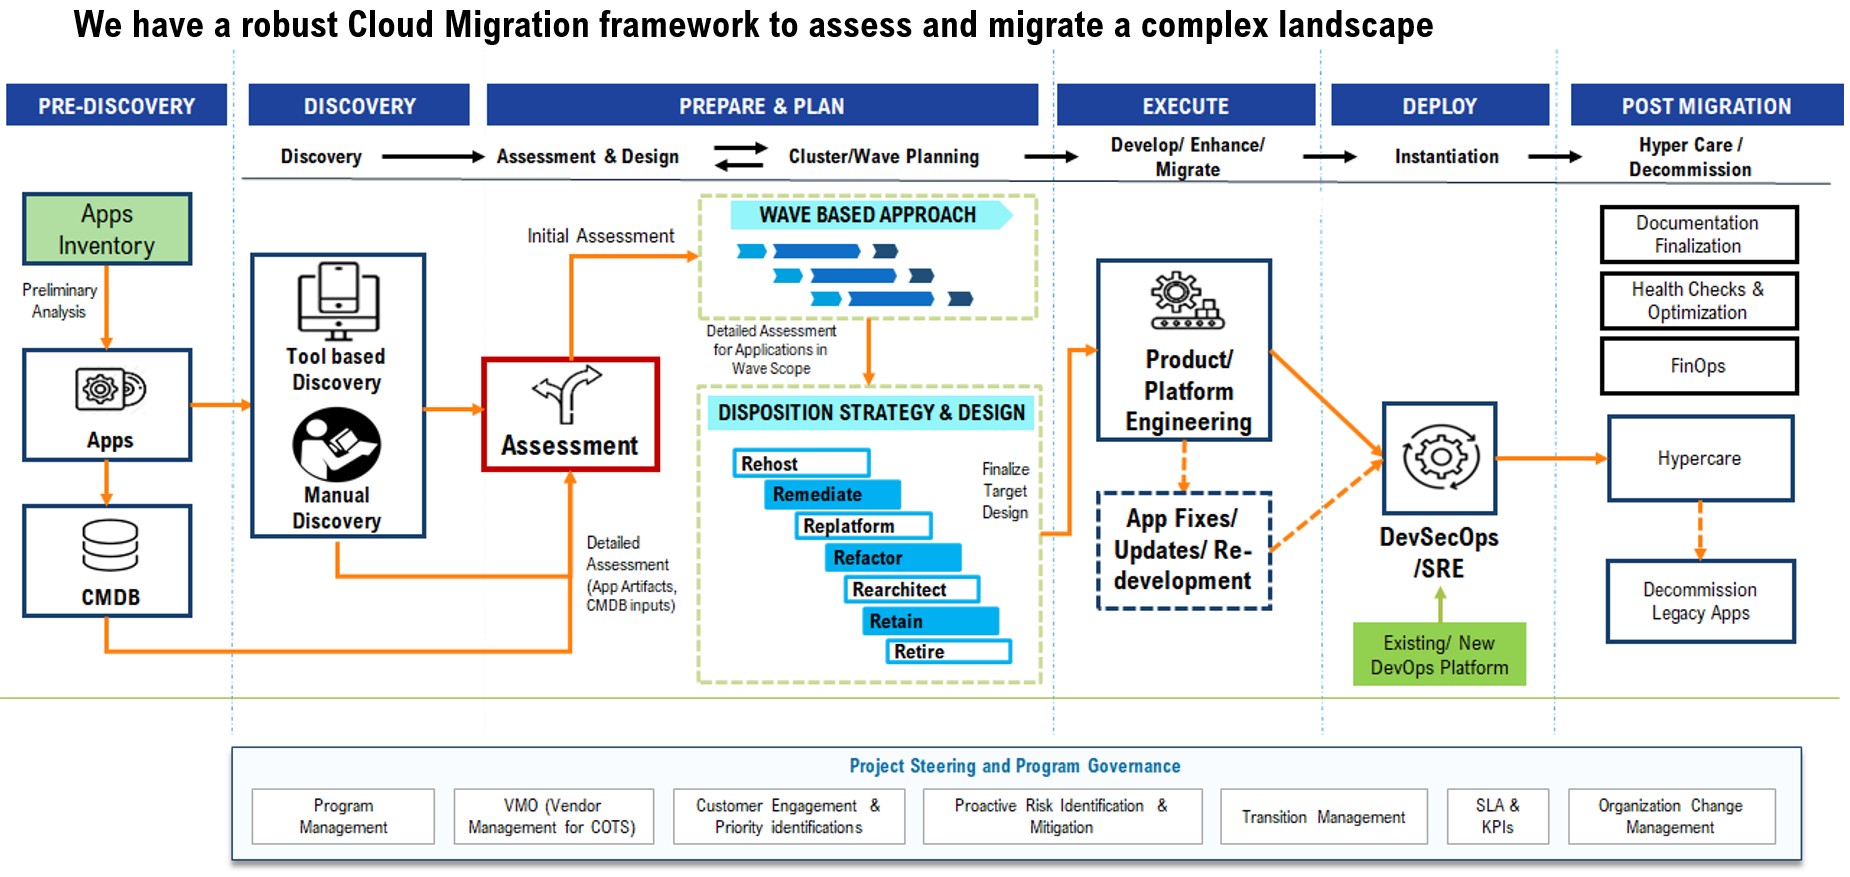 We have a robust Cloud Migration framework to assess and migrate a complex landscape
PRE-DISCOVERY
DISCOVERY
PREPARE & PLAN
EXECUTE
DEPLOY
POST MIGRATION
Discovery
Assessment & Design
Cluster/Wave Planning
Develop/ Enhance/
Migrate
Instantiation
Hyper Care /
Decommission
Apps
Inventory
Preliminary
Analysis
Apps
CMDB
Tool based
Discovery
Manual
Discovery
Initial Assessment
Assessment
Detailed
Assessment
(App Artifacts,
CMDB inputs)
WAVE BASED APPROACH
Detailed Assessment
for Applications in
Wave Scope
DISPOSITION STRATEGY & DESIGN
Rehost
Remediate
Replatform
Refactor
Rearchitect
Retain
Retire
Finalize
Target
Design
Product/
Platform
Engineering
App Fixes/
Updates/ Re-
development
DevSecOps
/SRE
Existing/ New
DevOps Platform
Documentation
Finalization
Health Checks &
Optimization
FinOps
Hypercare
Decommission
Legacy Apps
Project Steering and Program Governance
Program
Management
VMO (Vendor
Management for COTS)
Customer Engagement &
Priority identifications
Proactive Risk Identification &
Mitigation
Transition Management
SLA &
KPIs
Organization Change
Management